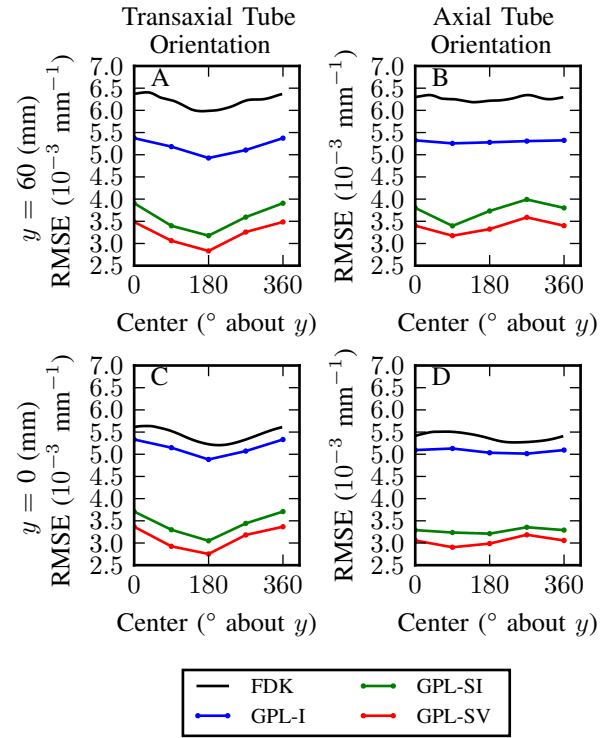 Transaxial Tube
Orientation
Axial Tube
Orientation
y = 60 (mm)
RMSE (10⁻³ mm⁻¹)
7.0
6.5
6.0
5.5
5.0
4.5
4.0
3.5
3.0
2.5
A
0 180 360
Center (° about y)
RMSE (10⁻³ mm⁻¹)
7.0
6.5
6.0
5.5
5.0
4.5
4.0
3.5
3.0
2.5
B
0 180 360
Center (° about y)
y = 0 (mm)
RMSE (10⁻³ mm⁻¹)
7.0
6.5
6.0
5.5
5.0
4.5
4.0
3.5
3.0
2.5
C
0 180 360
Center (° about y)
RMSE (10⁻³ mm⁻¹)
7.0
6.5
6.0
5.5
5.0
4.5
4.0
3.5
3.0
2.5
D
0 180 360
Center (° about y)
FDK GPL-SI
GPL-I GPL-SV